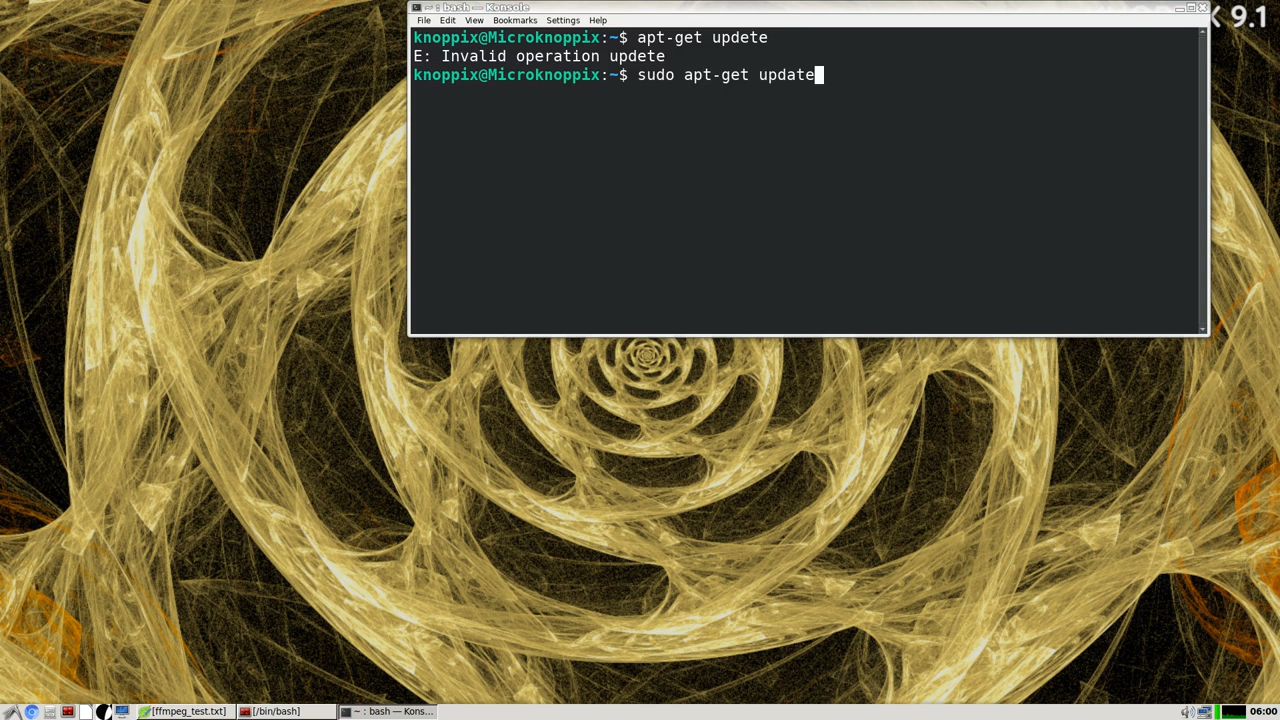 ~ : bash — Konsole
File Edit View Bookmarks Settings Help
9.1
knoppix@Microknoppix:~$ apt-get updete
E: Invalid operation updete
knoppix@Microknoppix:~$ sudo apt-get update
[ffmpeg_test.txt] [/bin/bash] ~ : bash — Kons... 06:00